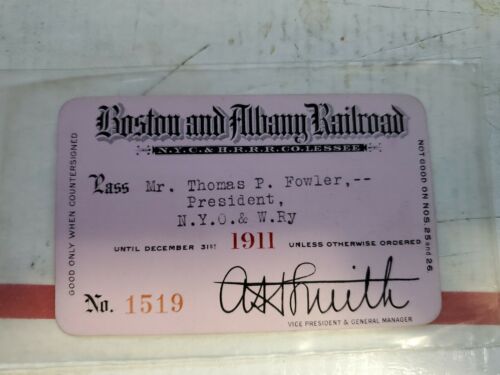 Boston and Albany Railroad
N.Y.C. & H.R.R.R.CO. LESSEE
Pass Mr. Thomas P. Fowler,--
President,
N.Y.O. & W.Ry
UNTIL DECEMBER 31ST 1911 UNLESS OTHERWISE ORDERED
No. 1519
A H Smith
VICE PRESIDENT & GENERAL MANAGER
GOOD ONLY WHEN COUNTERSIGNED
NOT GOOD ON NOS. 25 and 26